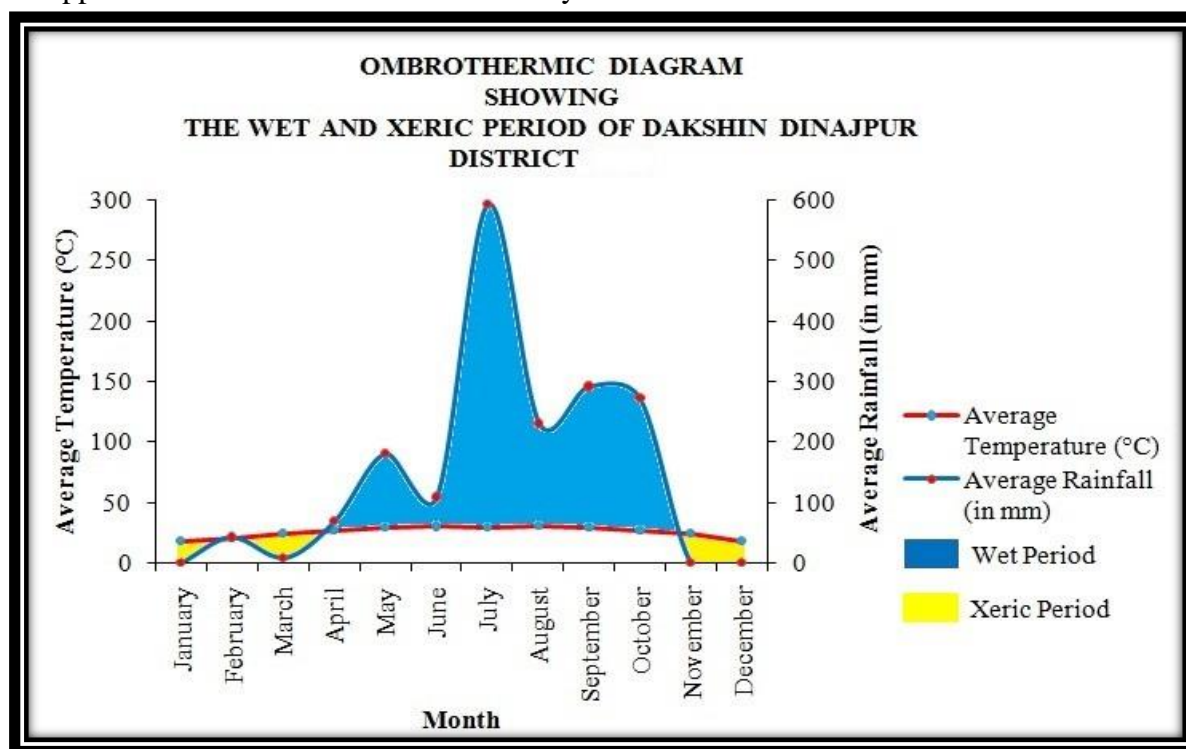 OMBROTHERMIC DIAGRAM
SHOWING
THE WET AND XERIC PERIOD OF DAKSHIN DINAJPUR
DISTRICT
Average Temperature (°C)
300
250
200
150
100
50
0
600
500
400
300
200
100
0
Average Rainfall (in mm)
January
February
March
April
May
June
July
August
September
October
November
December
Month
Average
Temperature (°C)
Average Rainfall
(in mm)
Wet Period
Xeric Period